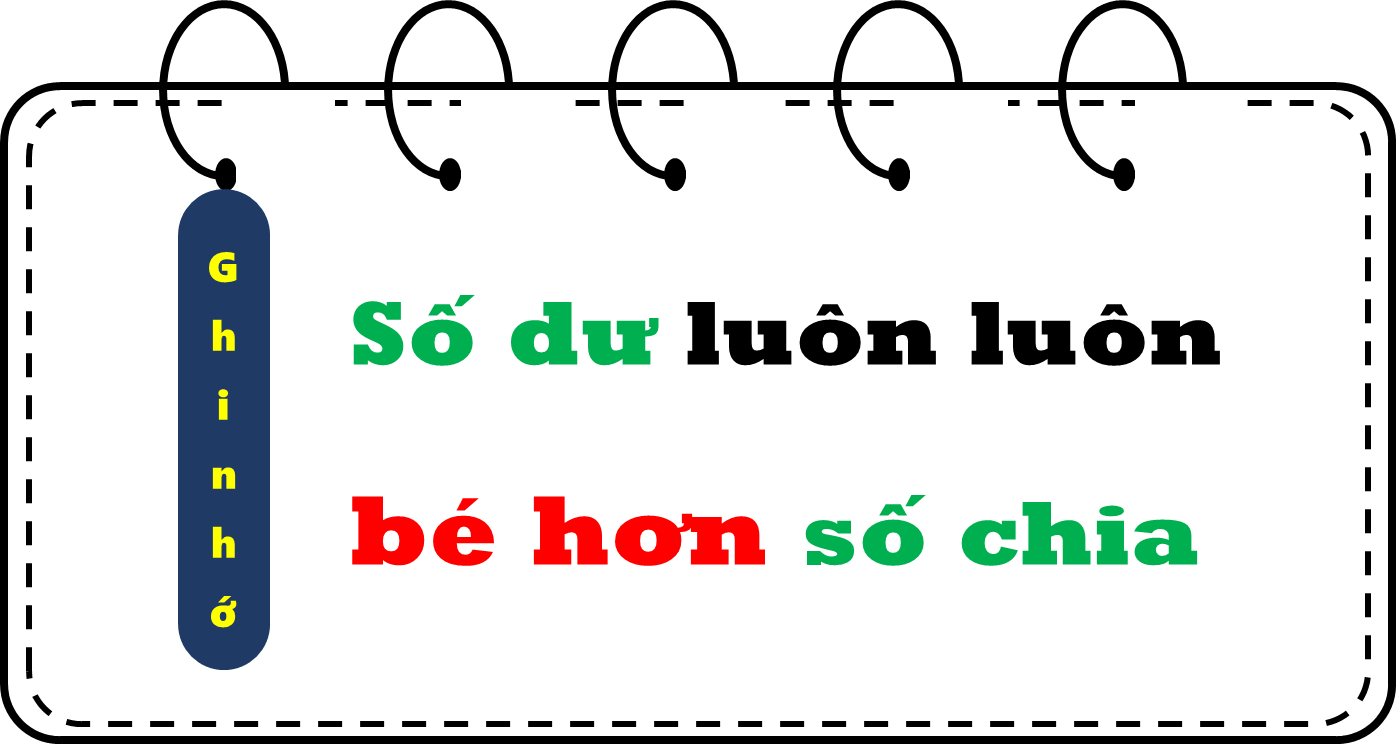 Ghi nhớ
Số dư luôn luôn
bé hơn số chia